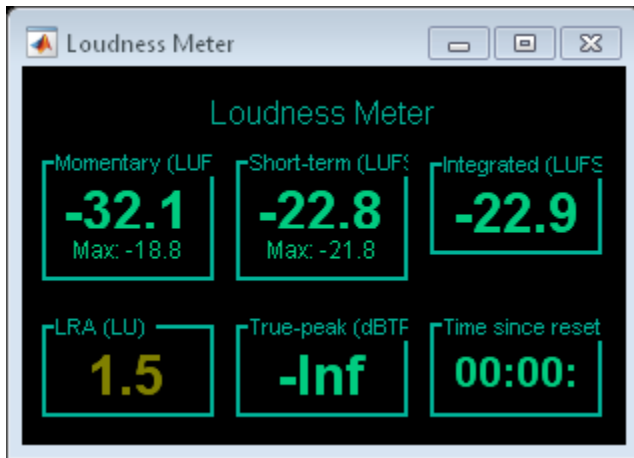 Loudness Meter
Loudness Meter
Momentary (LUF
-32.1
Max: -18.8
Short-term (LUFS
-22.8
Max: -21.8
Integrated (LUFS
-22.9
LRA (LU)
1.5
True-peak (dBTP
-Inf
Time since reset
00:00: